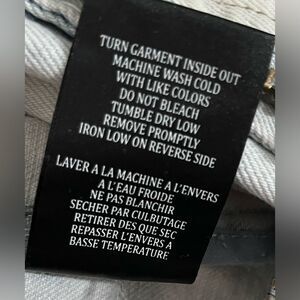 TURN GARMENT INSIDE OUT
MACHINE WASH COLD
WITH LIKE COLORS
DO NOT BLEACH
TUMBLE DRY LOW
REMOVE PROMPTLY
IRON LOW ON REVERSE SIDE
LAVER A LA MACHINE A L'ENVERS
A L'EAU FROIDE
NE PAS BLANCHIR
SECHER PAR CULBUTAGE
RETIRER DES QUE SEC
REPASSER L'ENVERS A
BASSE TEMPERATURE